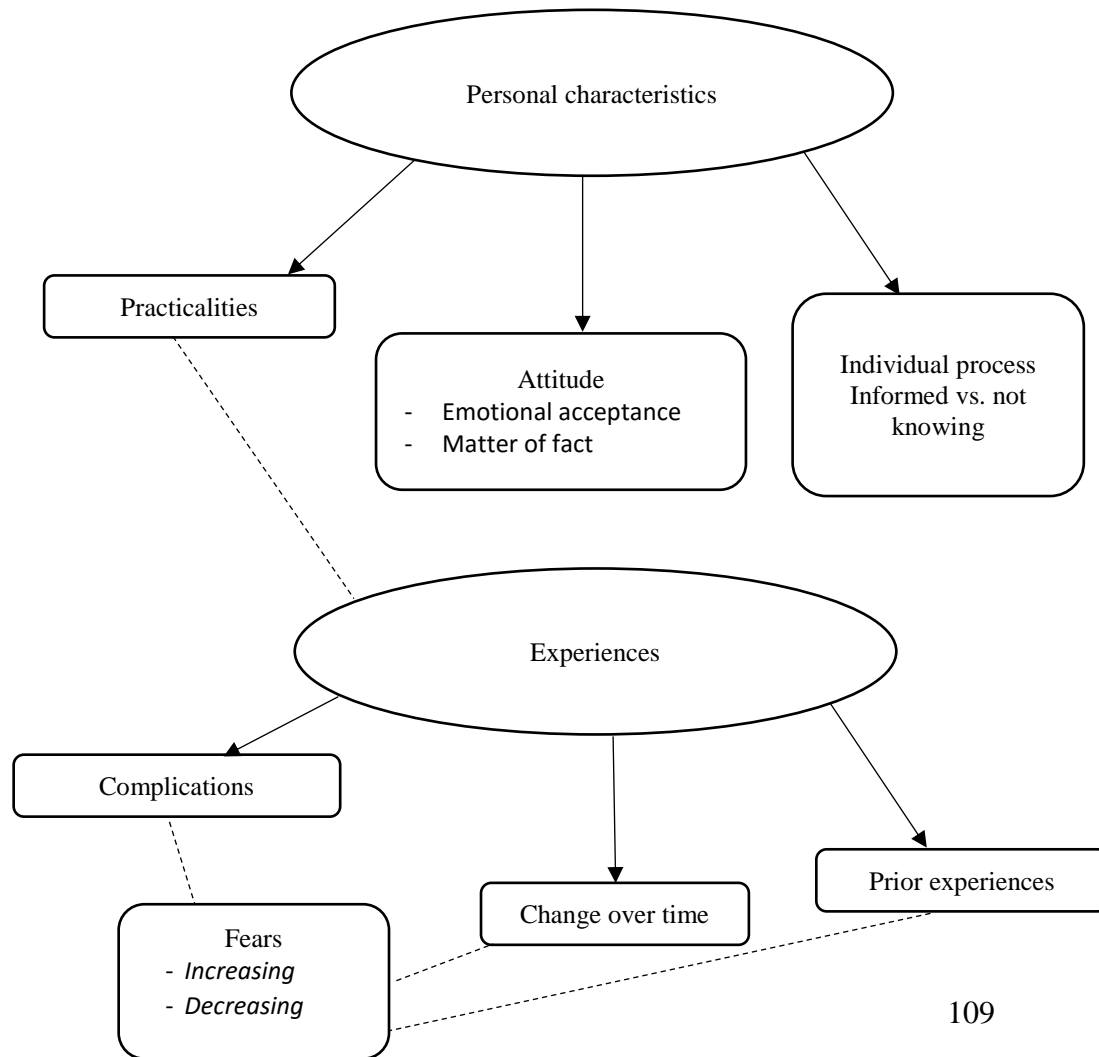 Personal characteristics
Practicalities
Attitude
- Emotional acceptance
- Matter of fact
Individual process
Informed vs. not
knowing
Experiences
Complications
Change over time
Prior experiences
Fears
- Increasing
- Decreasing
109